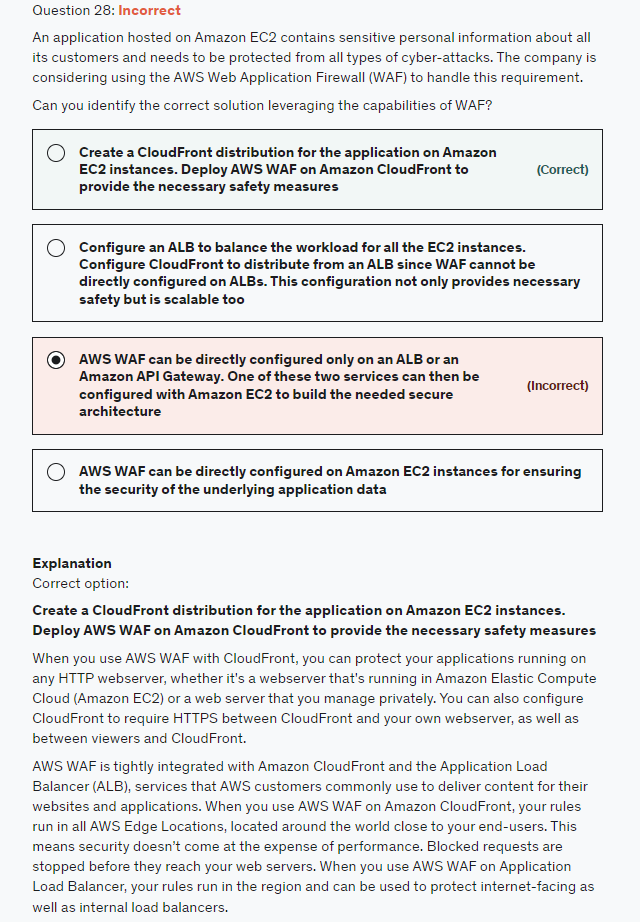 Question 28: Incorrect
An application hosted on Amazon EC2 contains sensitive personal information about all
its customers and needs to be protected from all types of cyber-attacks. The company is
considering using the AWS Web Application Firewall (WAF) to handle this requirement.
Can you identify the correct solution leveraging the capabilities of WAF?
Create a CloudFront distribution for the application on Amazon
EC2 instances. Deploy AWS WAF on Amazon CloudFront to
provide the necessary safety measures
(Correct)
Configure an ALB to balance the workload for all the EC2 instances.
Configure CloudFront to distribute from an ALB since WAF cannot be
directly configured on ALBs. This configuration not only provides necessary
safety but is scalable too
AWS WAF can be directly configured only on an ALB or an
Amazon API Gateway. One of these two services can then be
configured with Amazon EC2 to build the needed secure
architecture
(Incorrect)
AWS WAF can be directly configured on Amazon EC2 instances for ensuring
the security of the underlying application data
Explanation
Correct option:
Create a CloudFront distribution for the application on Amazon EC2 instances.
Deploy AWS WAF on Amazon CloudFront to provide the necessary safety measures
When you use AWS WAF with CloudFront, you can protect your applications running on
any HTTP webserver, whether it's a webserver that's running in Amazon Elastic Compute
Cloud (Amazon EC2) or a web server that you manage privately. You can also configure
CloudFront to require HTTPS between CloudFront and your own webserver, as well as
between viewers and CloudFront.
AWS WAF is tightly integrated with Amazon CloudFront and the Application Load
Balancer (ALB), services that AWS customers commonly use to deliver content for their
websites and applications. When you use AWS WAF on Amazon CloudFront, your rules
run in all AWS Edge Locations, located around the world close to your end-users. This
means security doesn't come at the expense of performance. Blocked requests are
stopped before they reach your web servers. When you use AWS WAF on Application
Load Balancer, your rules run in the region and can be used to protect internet-facing as
well as internal load balancers.